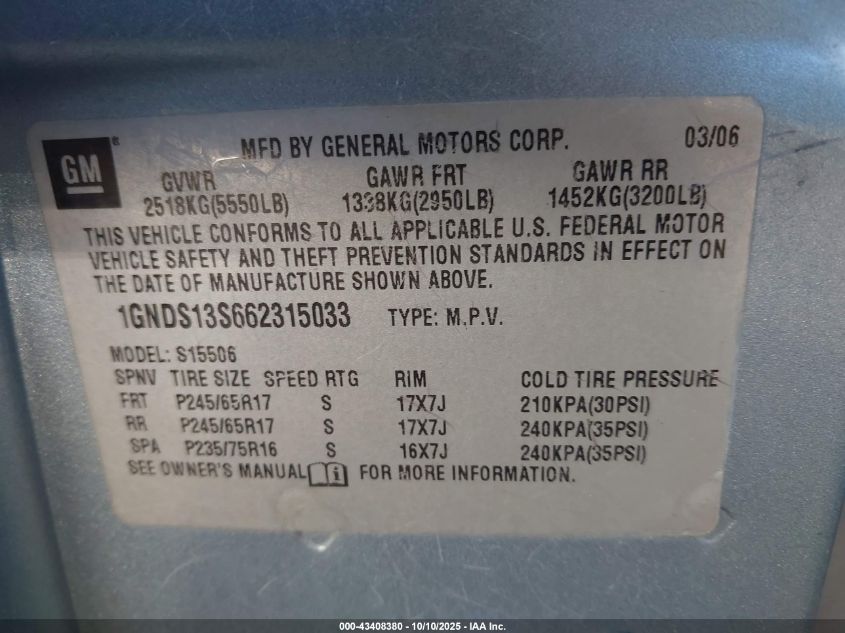 GM ®
MFD BY GENERAL MOTORS CORP. 03/06
GVWR GAWR FRT GAWR RR
2518KG(5550LB) 1338KG(2950LB) 1452KG(3200LB)
THIS VEHICLE CONFORMS TO ALL APPLICABLE U.S. FEDERAL MOTOR
VEHICLE SAFETY AND THEFT PREVENTION STANDARDS IN EFFECT ON
THE DATE OF MANUFACTURE SHOWN ABOVE.
1GNDS13S662315033 TYPE: M.P.V.
MODEL: S15506
SPNV TIRE SIZE SPEED RTG RIM COLD TIRE PRESSURE
FRT P245/65R17 S 17X7J 210KPA(30PSI)
RR P245/65R17 S 17X7J 240KPA(35PSI)
SPA P235/75R16 S 16X7J 240KPA(35PSI)
SEE OWNER'S MANUAL i FOR MORE INFORMATION.
000-43408380 - 10/10/2025 - IAA Inc.